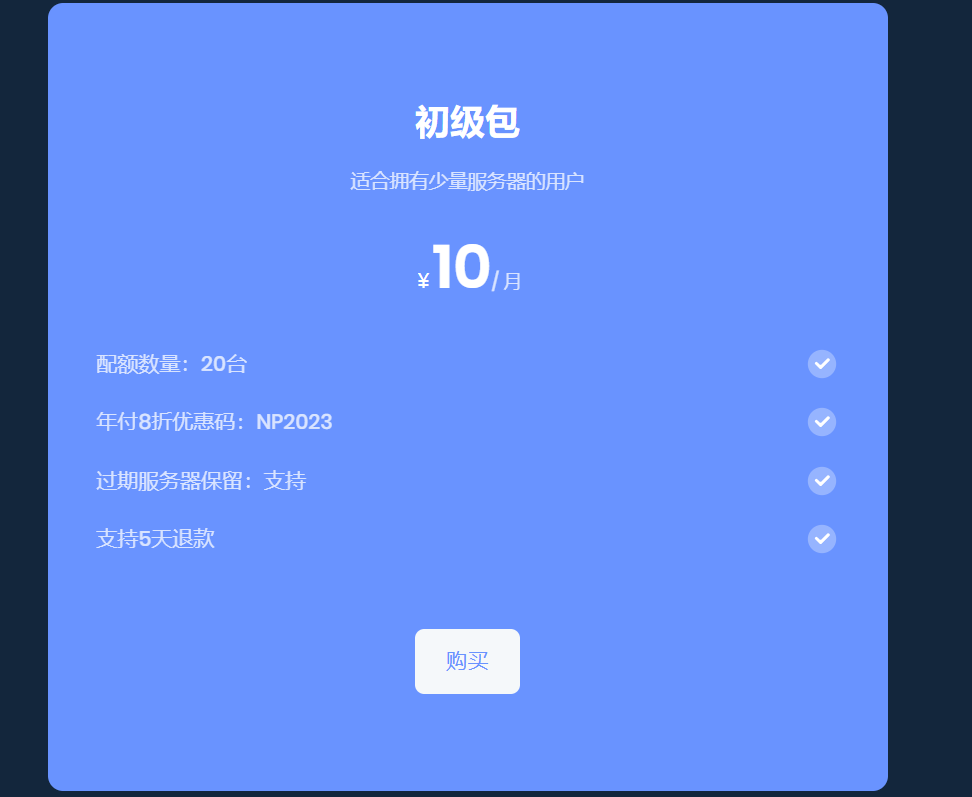 初级包
适合拥有少量服务器的用户
¥10/ 月
配额数量：20台
年付8折优惠码：NP2023
过期服务器保留：支持
支持5天退款
购买